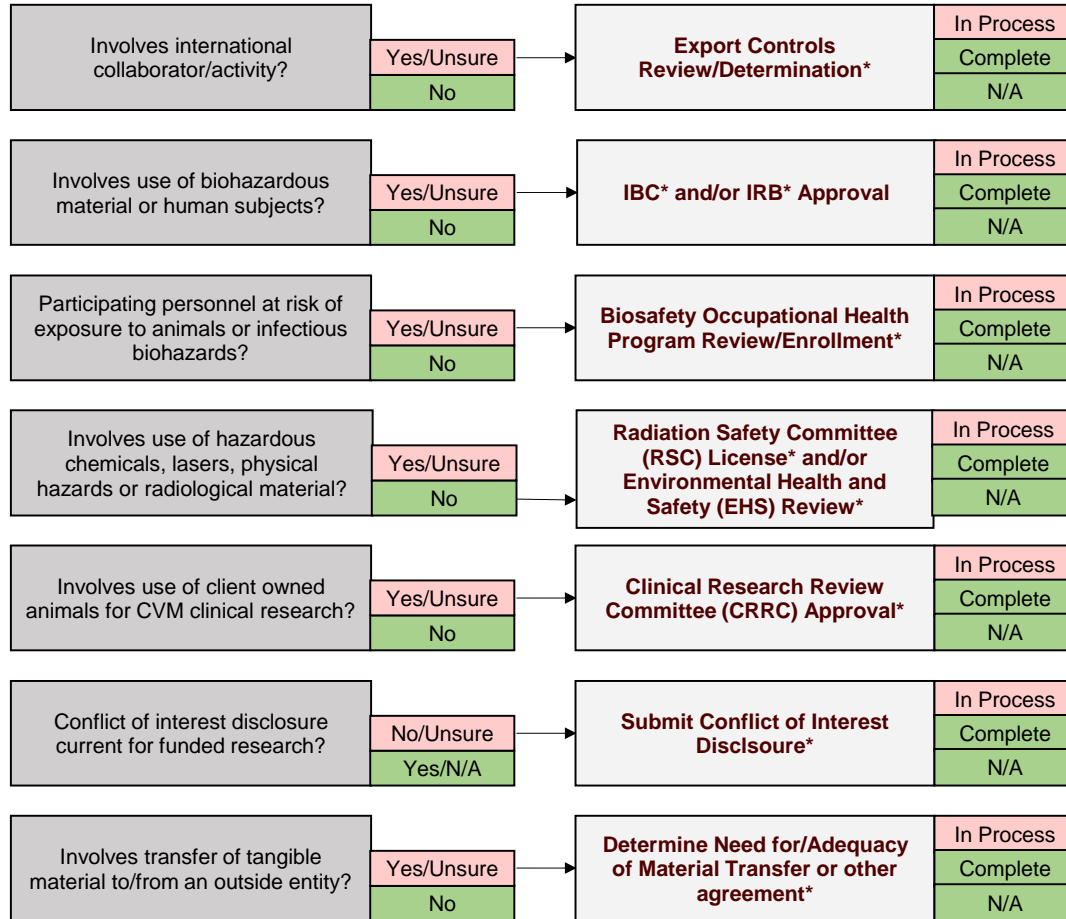 Involves international
collaborator/activity?
Yes/Unsure
No
Export Controls
Review/Determination*
In Process
Complete
N/A
Involves use of biohazardous
material or human subjects?
Yes/Unsure
No
IBC* and/or IRB* Approval
In Process
Complete
N/A
Participating personnel at risk of
exposure to animals or infectious
biohazards?
Yes/Unsure
No
Biosafety Occupational Health
Program Review/Enrollment*
In Process
Complete
N/A
Involves use of hazardous
chemicals, lasers, physical
hazards or radiological material?
Yes/Unsure
No
Radiation Safety Committee
(RSC) License* and/or
Environmental Health and
Safety (EHS) Review*
In Process
Complete
N/A
Involves use of client owned
animals for CVM clinical research?
Yes/Unsure
No
Clinical Research Review
Committee (CRRC) Approval*
In Process
Complete
N/A
Conflict of interest disclosure
current for funded research?
No/Unsure
Yes/N/A
Submit Conflict of Interest
Disclsoure*
In Process
Complete
N/A
Involves transfer of tangible
material to/from an outside entity?
Yes/Unsure
No
Determine Need for/Adequacy
of Material Transfer or other
agreement*
In Process
Complete
N/A